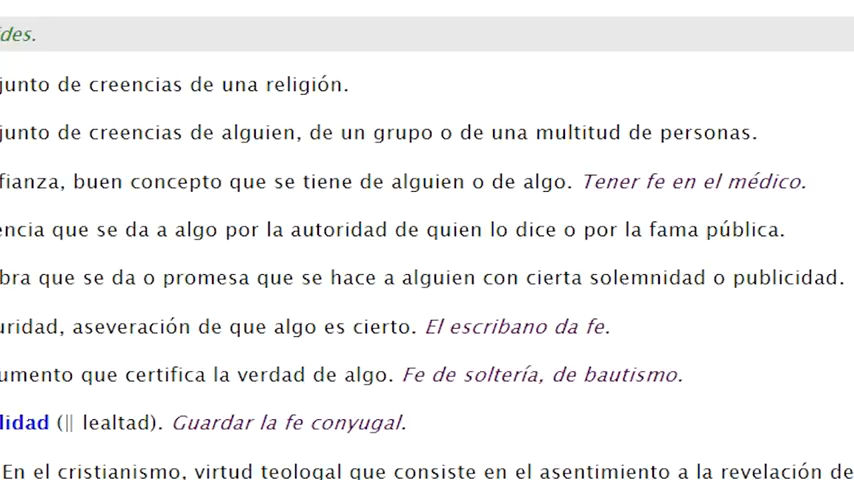 des.
junto de creencias de una religión.
junto de creencias de alguien, de un grupo o de una multitud de personas.
fianza, buen concepto que se tiene de alguien o de algo. Tener fe en el médico.
encia que se da a algo por la autoridad de quien lo dice o por la fama pública.
bra que se da o promesa que se hace a alguien con cierta solemnidad o publicidad.
uridad, aseveración de que algo es cierto. El escribano da fe.
umento que certifica la verdad de algo. Fe de soltería, de bautismo.
lidad (|| lealtad). Guardar la fe conyugal.
En el cristianismo, virtud teologal que consiste en el asentimiento a la revelación de